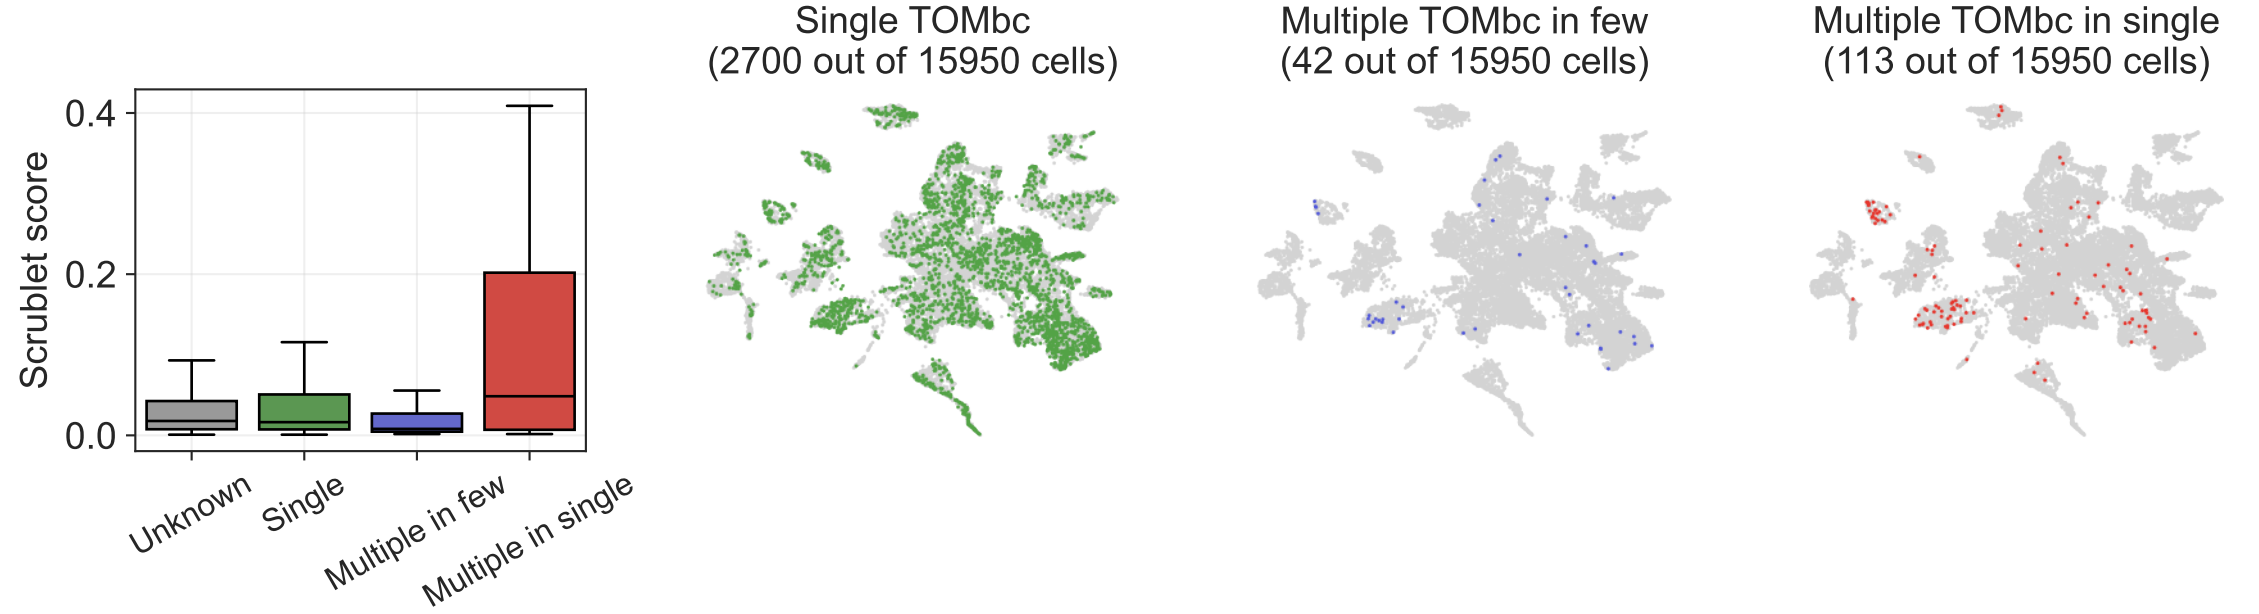 Scrublet score
0.4
0.2
0.0
Unknown
Single
Multiple in few
Multiple in single
Single TOMbc
(2700 out of 15950 cells)
Multiple TOMbc in few
(42 out of 15950 cells)
Multiple TOMbc in single
(113 out of 15950 cells)